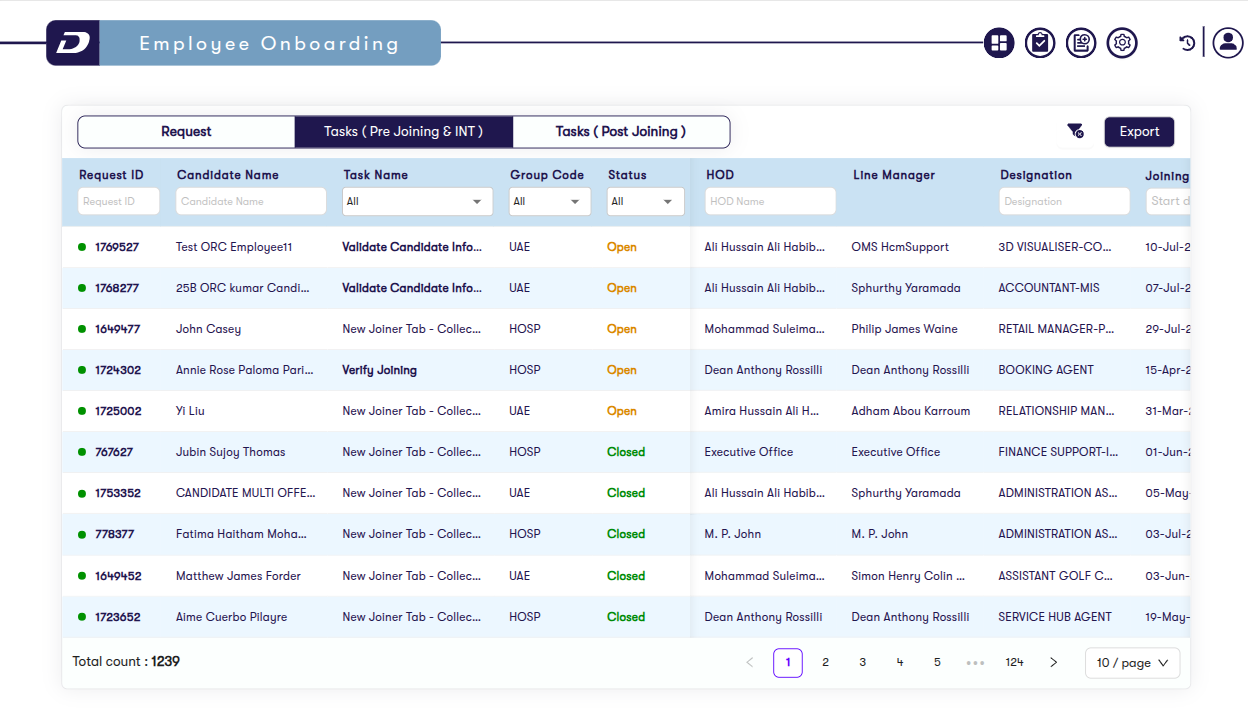 D Employee Onboarding
Request Tasks ( Pre Joining & INT ) Tasks ( Post Joining ) Export
Request ID Candidate Name Task Name Group Code Status HOD Line Manager Designation Joining
Request ID Candidate Name All All All HOD Name Designation Start d
1769527 Test ORC Employee11 Validate Candidate Info... UAE Open Ali Hussain Ali Habib... OMS HcmSupport 3D VISUALISER-CO... 10-Jul-2
1768277 25B ORC kumar Candi... Validate Candidate Info... UAE Open Ali Hussain Ali Habib... Sphurthy Yaramada ACCOUNTANT-MIS 07-Jul-2
1649477 John Casey New Joiner Tab - Collec... HOSP Open Mohammad Suleima... Philip James Waine RETAIL MANAGER-P... 29-Jul-2
1724302 Annie Rose Paloma Pari... Verify Joining HOSP Open Dean Anthony Rossilli Dean Anthony Rossilli BOOKING AGENT 15-Apr-2
1725002 Yi Liu New Joiner Tab - Collec... UAE Open Amira Hussain Ali H... Adham Abou Karroum RELATIONSHIP MAN... 31-Mar-2
767627 Jubin Sujoy Thomas New Joiner Tab - Collec... HOSP Closed Executive Office Executive Office FINANCE SUPPORT-I... 01-Jun-2
1753352 CANDIDATE MULTI OFFE... New Joiner Tab - Collec... UAE Closed Ali Hussain Ali Habib... Sphurthy Yaramada ADMINISTRATION AS... 05-May-
778377 Fatima Haitham Moha... New Joiner Tab - Collec... HOSP Closed M. P. John M. P. John ADMINISTRATION AS... 03-Jul-2
1649452 Matthew James Forder New Joiner Tab - Collec... UAE Closed Mohammad Suleima... Simon Henry Colin ... ASSISTANT GOLF C... 03-Jun-
1723652 Aime Cuerbo Pilayre New Joiner Tab - Collec... HOSP Closed Dean Anthony Rossilli Dean Anthony Rossilli SERVICE HUB AGENT 19-May-
Total count : 1239 < 1 2 3 4 5 ••• 124 > 10 / page